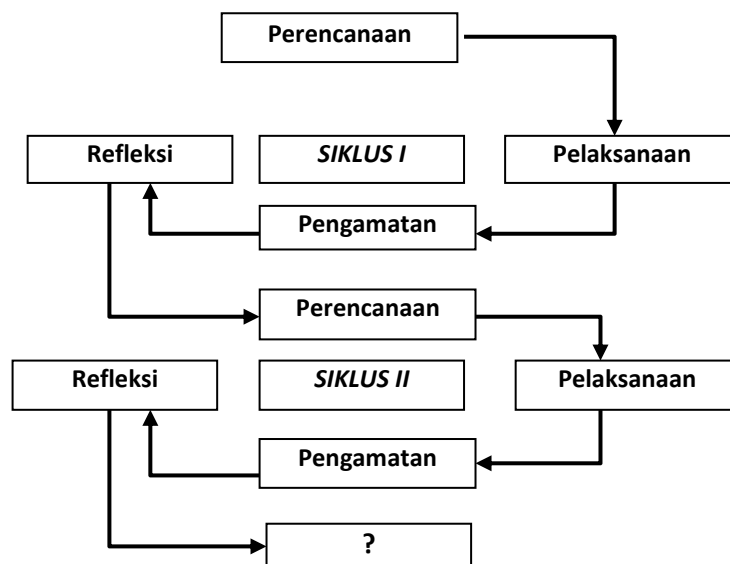 Perencanaan
Refleksi
SIKLUS I
Pelaksanaan
Pengamatan
Perencanaan
Refleksi
SIKLUS II
Pelaksanaan
Pengamatan
?